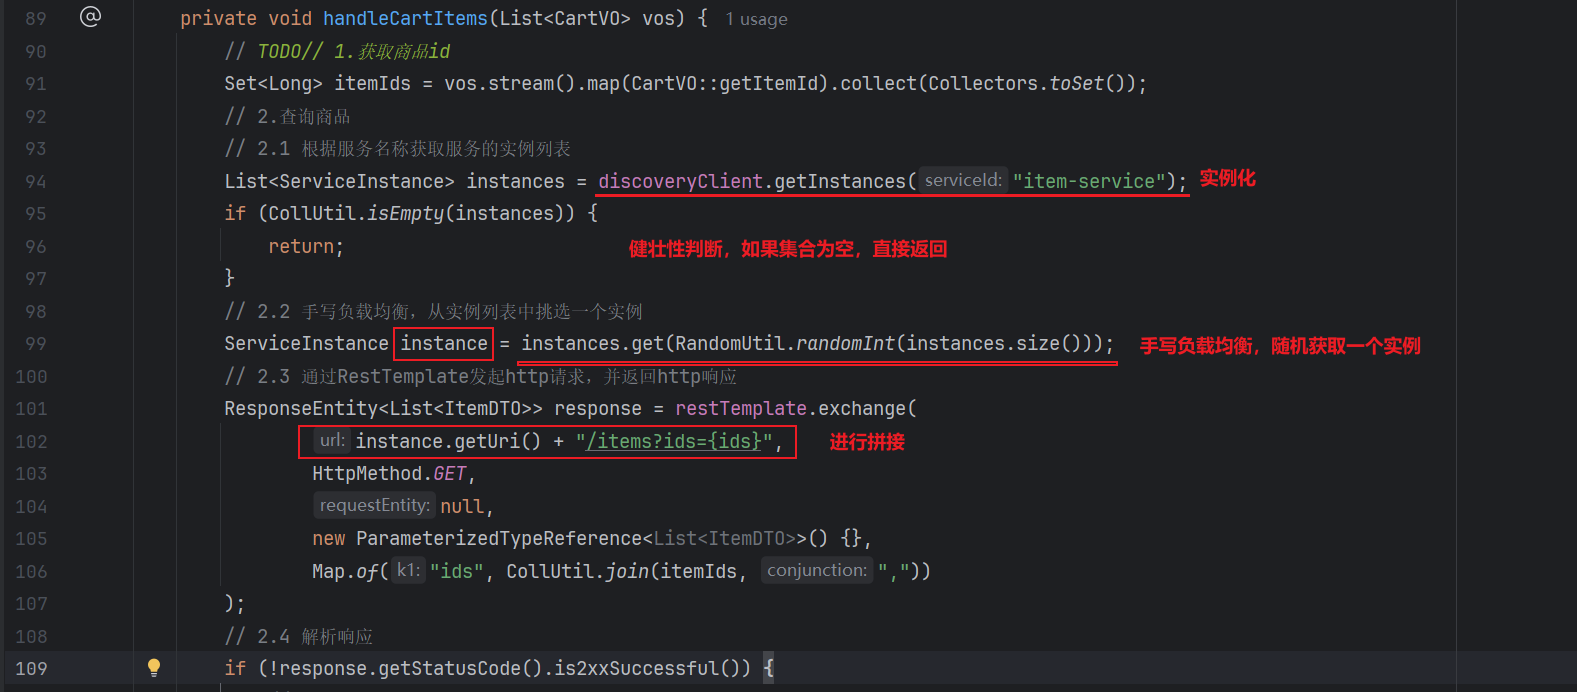 89 @ private void handleCartItems(List<CartVO> vos) { 1 usage
90 // TODO// 1.获取商品id
91 Set<Long> itemIds = vos.stream().map(CartVO::getItemId).collect(Collectors.toSet());
92 // 2.查询商品
93 // 2.1 根据服务名称获取服务的实例列表
94 List<ServiceInstance> instances = discoveryClient.getInstances( serviceId: "item-service"); 实例化
95 if (CollUtil.isEmpty(instances)) {
96 return; 健壮性判断，如果集合为空，直接返回
97 }
98 // 2.2 手写负载均衡，从实例列表中挑选一个实例
99 ServiceInstance instance = instances.get(RandomUtil.randomInt(instances.size())); 手写负载均衡，随机获取一个实例
100 // 2.3 通过RestTemplate发起http请求，并返回http响应
101 ResponseEntity<List<ItemDTO>> response = restTemplate.exchange(
102 url: instance.getUri() + "/items?ids={ids}", 进行拼接
103 HttpMethod.GET,
104 requestEntity: null,
105 new ParameterizedTypeReference<List<ItemDTO>>() {},
106 Map.of( k1: "ids", CollUtil.join(itemIds, conjunction: ","))
107 );
108 // 2.4 解析响应
109 if (!response.getStatusCode().is2xxSuccessful()) {